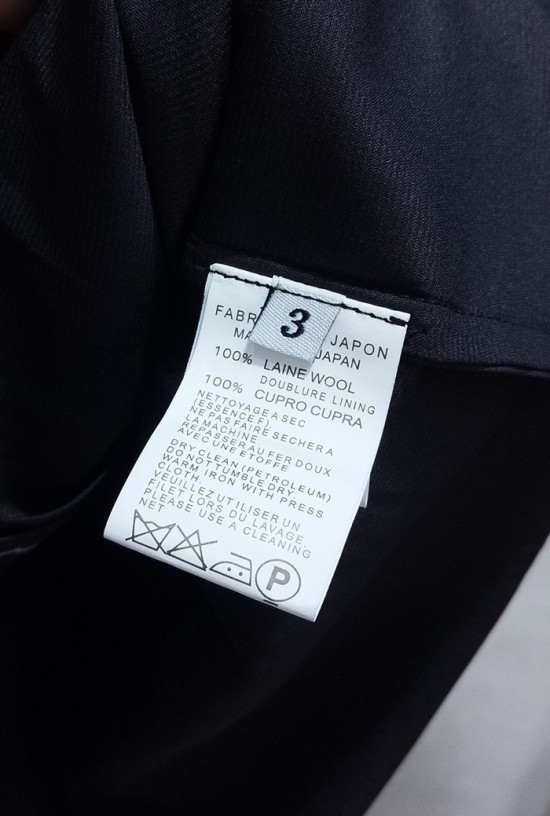 3
FABR JAPON
MA JAPAN
100% LAINE WOOL
DOUBLURE LINING
100% CUPRO CUPRA
NETTOYAGE A SEC
(ESSENCE F).
NE PAS FAIRE SECHER A
LA MACHINE
REPASSER AU FER DOUX
AVEC UNE ETOFFE
DRY CLEAN (PETROLEUM)
DO NOT TUMBLE DRY.
WARM IRON WITH PRESS
CLOTH.
VEUILLEZ UTILISER UN
FILET LORS DU LAVAGE
PLEASE USE A CLEANING
NET
P